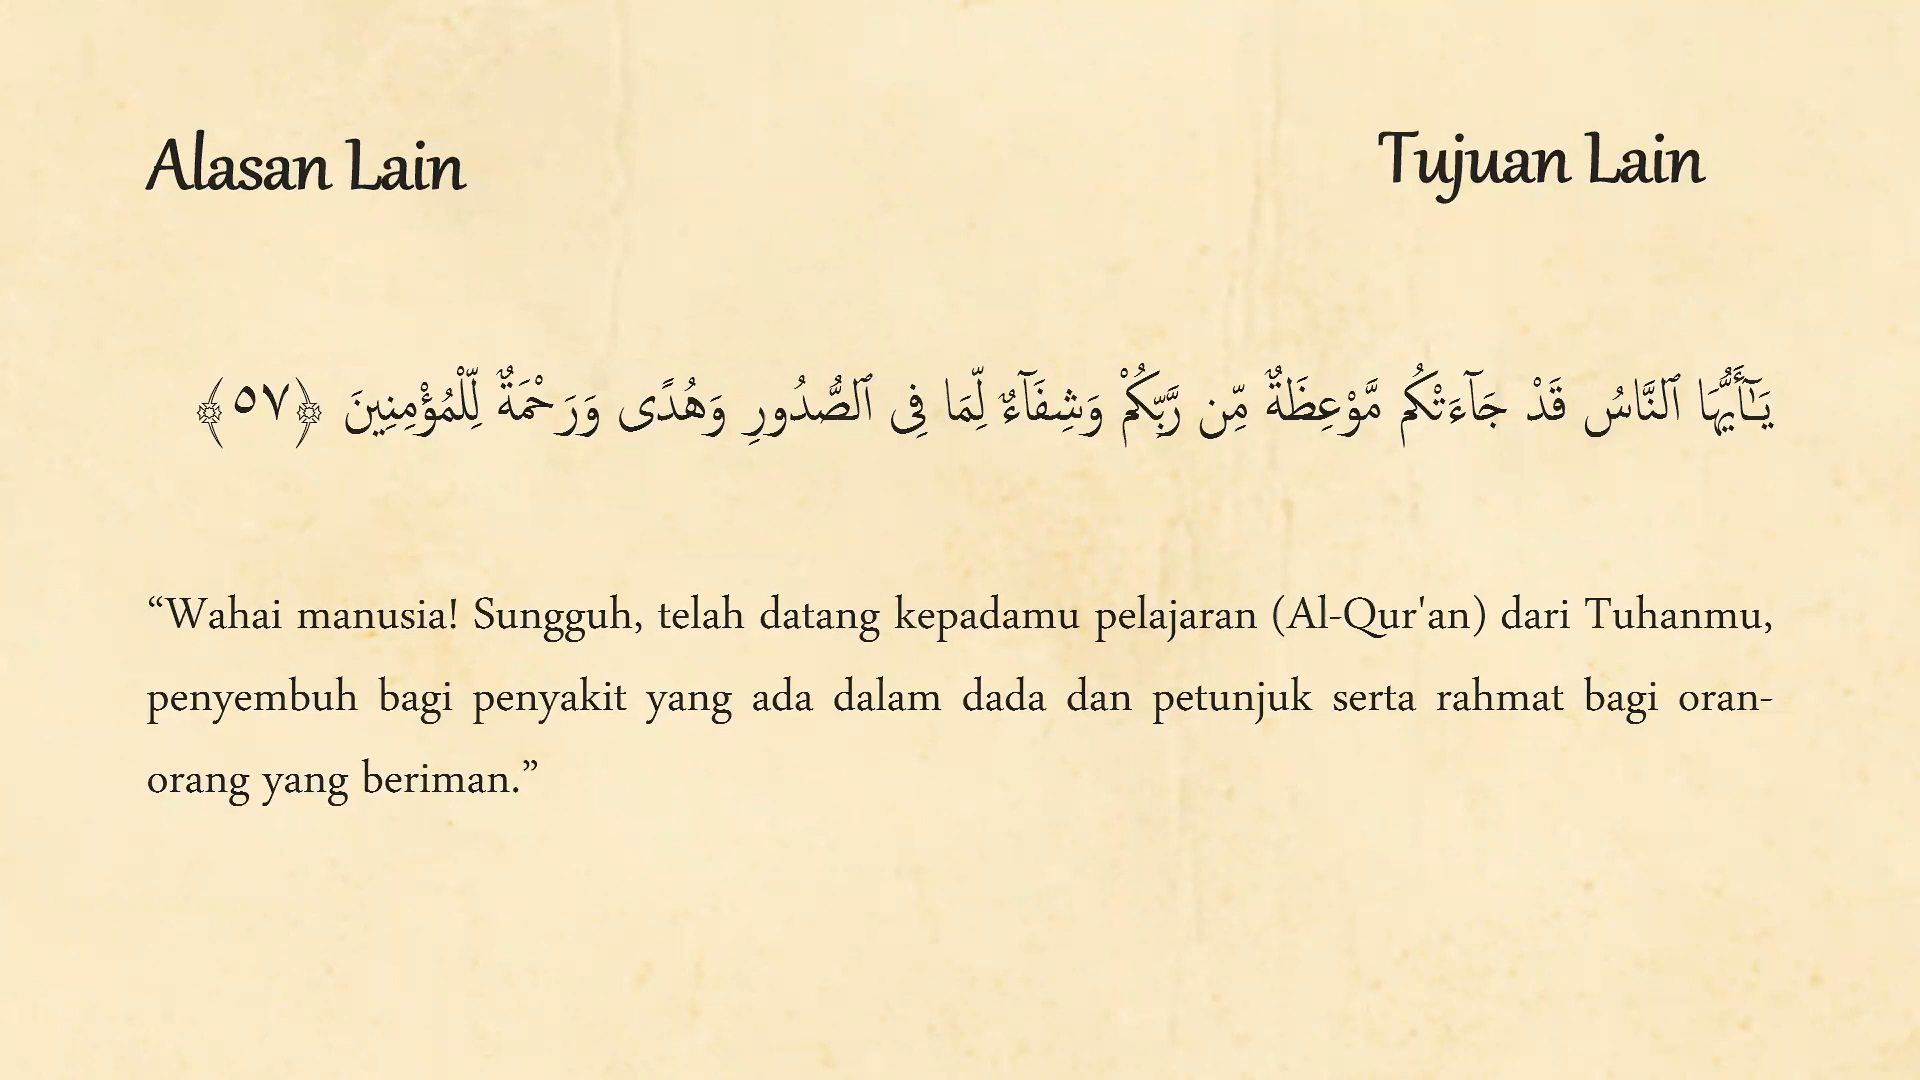 Alasan Lain
Tujuan Lain
يَـٰٓأَيُّهَا ٱلنَّاسُ قَدْ جَآءَتْكُم مَّوْعِظَةٌ مِّن رَّبِّكُمْ وَشِفَآءٌ لِّمَا فِى ٱلصُّدُورِ وَهُدًى وَرَحْمَةٌ لِّلْمُؤْمِنِينَ ﴿٥٧﴾
“Wahai manusia! Sungguh, telah datang kepadamu pelajaran (Al-Qur'an) dari Tuhanmu,
penyembuh bagi penyakit yang ada dalam dada dan petunjuk serta rahmat bagi oran-
orang yang beriman.”